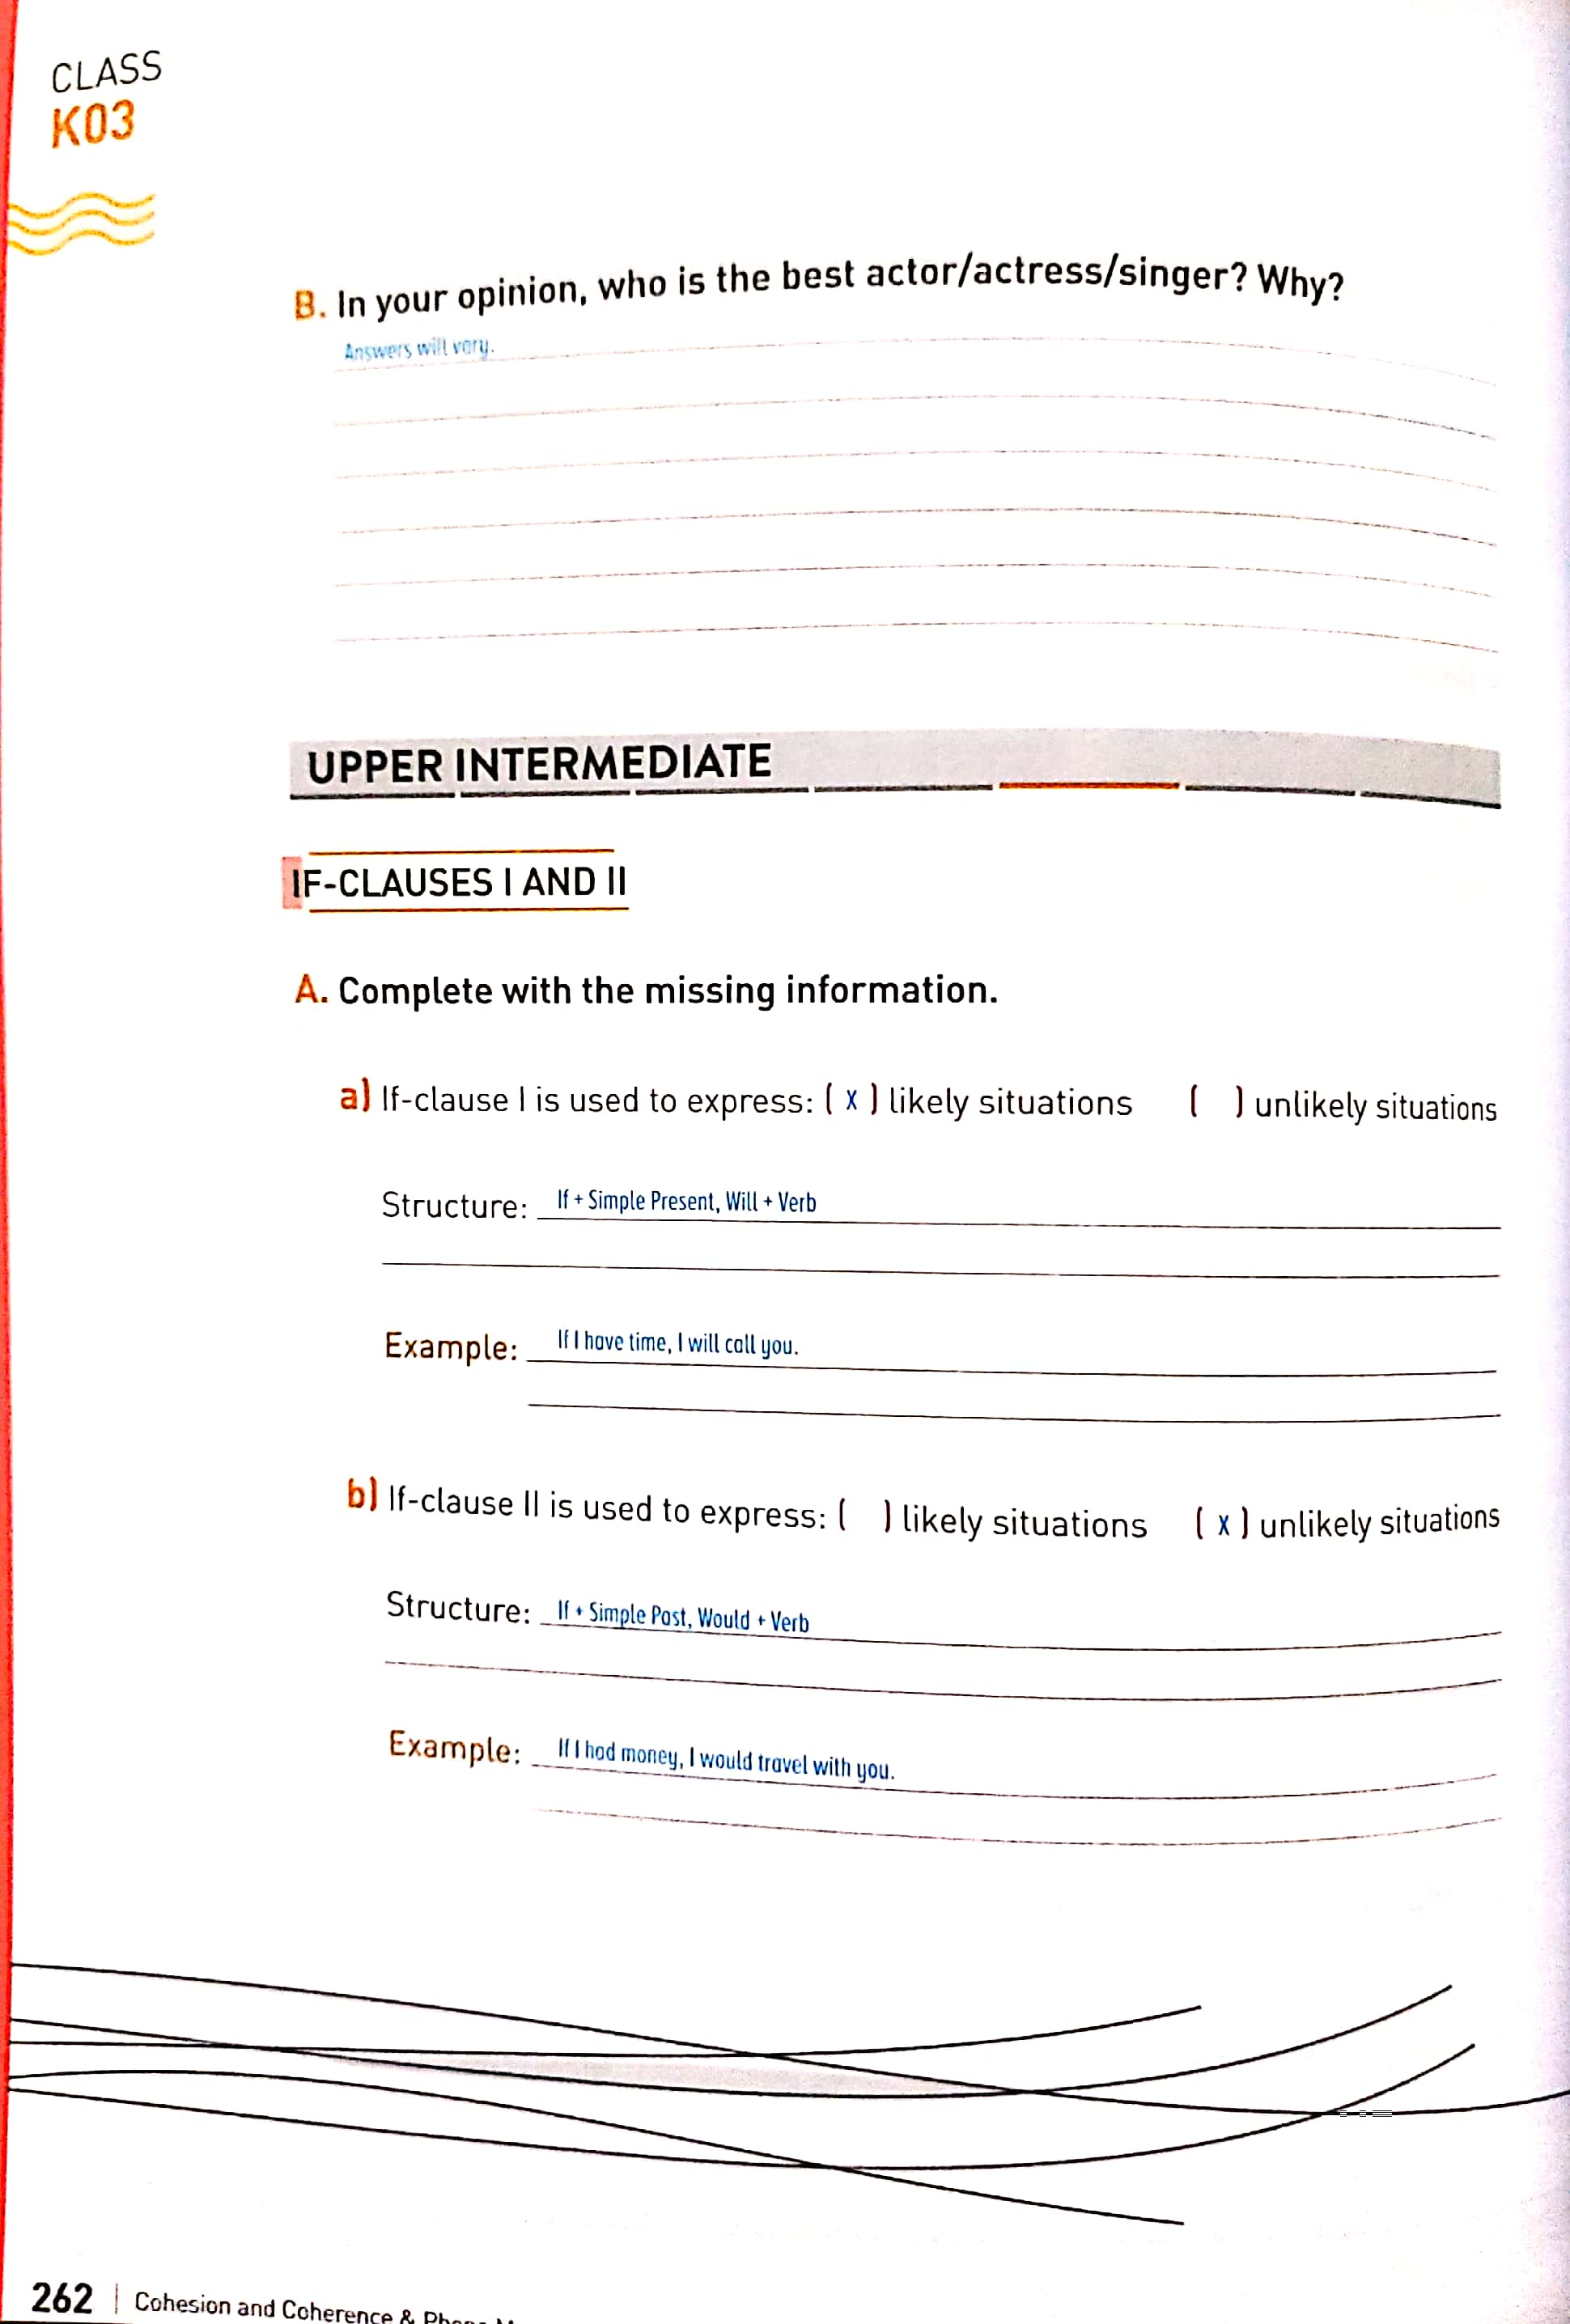 CLASS
K03
B. In your opinion, who is the best actor/actress/singer? Why?
Answers will vary.
UPPER INTERMEDIATE
IF-CLAUSES I AND II
A. Complete with the missing information.
a) If-clause I is used to express: ( x ) likely situations ( ) unlikely situations
Structure: If + Simple Present, Will + Verb
Example: If I have time, I will call you.
b) If-clause II is used to express: ( ) likely situations ( x ) unlikely situations
Structure: If + Simple Past, Would + Verb
Example: If I had money, I would travel with you.
262 | Cohesion and Coherence &